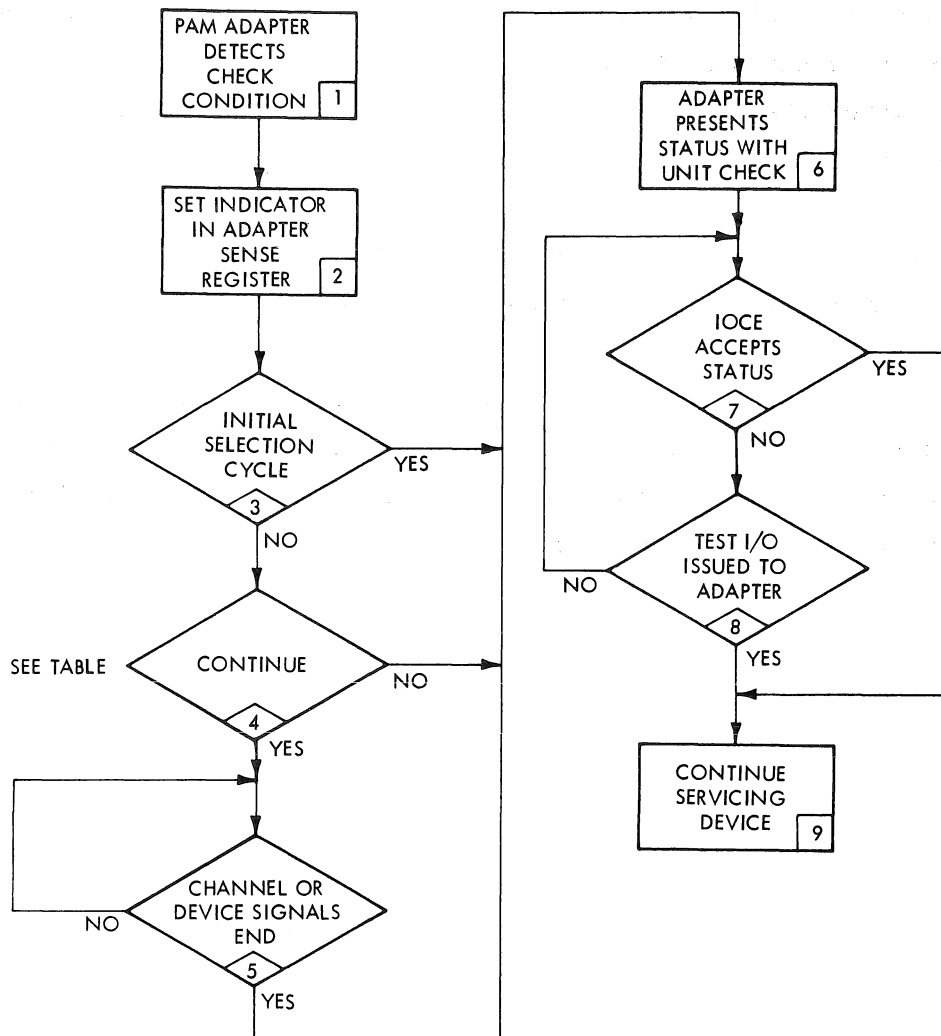 PAM ADAPTER
DETECTS
CHECK
CONDITION
1
SET INDICATOR
IN ADAPTER
SENSE
REGISTER
2
INITIAL
SELECTION
CYCLE
3
YES
NO
SEE TABLE
CONTINUE
4
NO
YES
CHANNEL OR
DEVICE SIGNALS
END
5
NO
YES
ADAPTER
PRESENTS
STATUS WITH
UNIT CHECK
6
IOCE
ACCEPTS
STATUS
7
YES
NO
TEST I/O
ISSUED TO
ADAPTER
8
NO
YES
CONTINUE
SERVICING
DEVICE
9